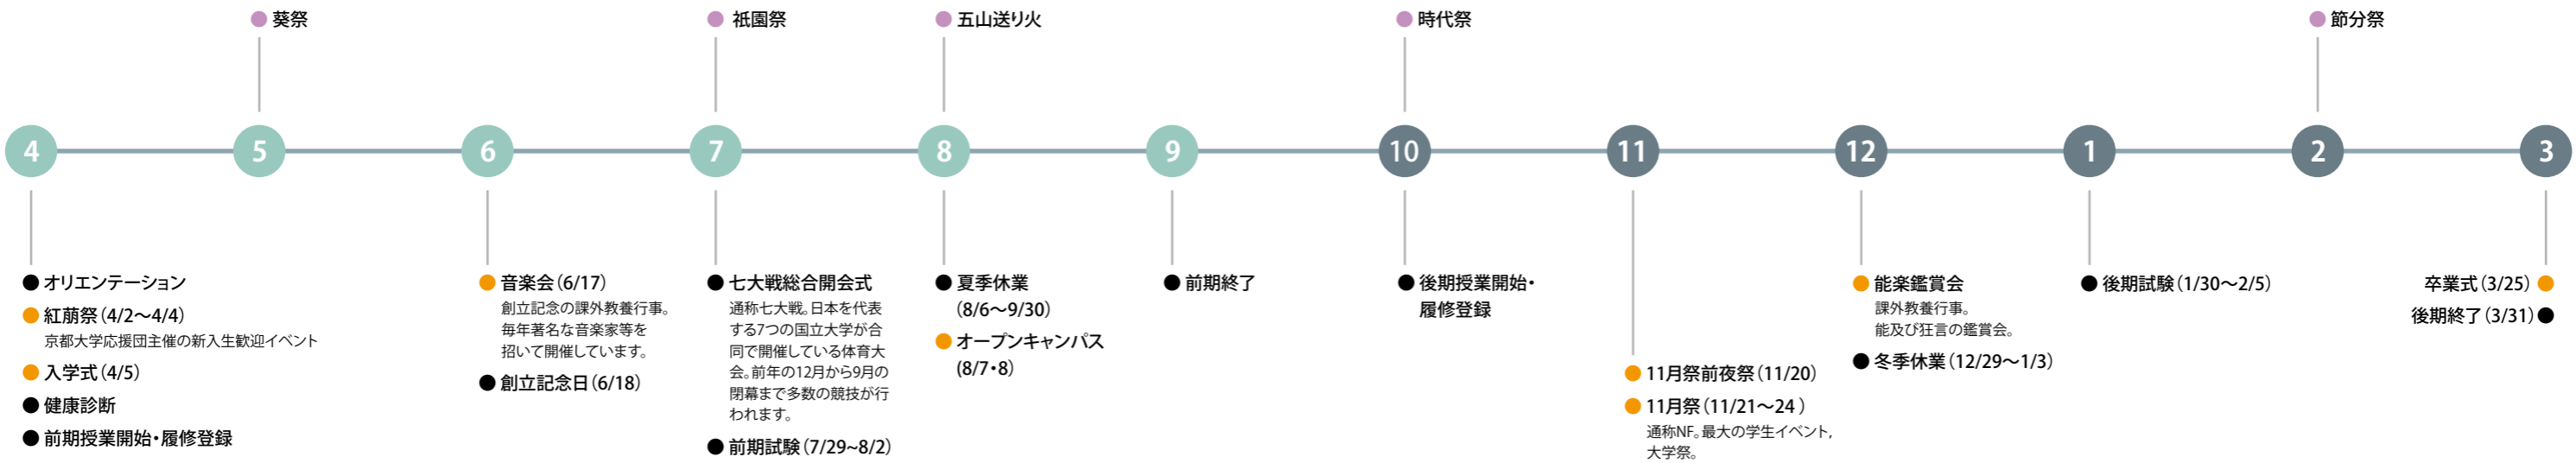 葵祭
祇園祭
五山送り火
時代祭
節分祭
4
5
6
7
8
9
10
11
12
1
2
3
オリエンテーション
紅萠祭（4/2～4/4）
京都大学応援団主催の新入生歓迎イベント
入学式（4/5）
健康診断
前期授業開始・履修登録
音楽会（6/17）
創立記念の課外教養行事。
毎年著名な音楽家等を
招いて開催しています。
創立記念日（6/18）
七大戦総合開会式
通称七大戦。日本を代表
する7つの国立大学が合
同で開催している体育大
会。前年の12月から9月の
閉幕まで多数の競技が行
われます。
前期試験（7/29~8/2）
夏季休業
（8/6～9/30）
オープンキャンパス
（8/7・8）
前期終了
後期授業開始・
履修登録
11月祭前夜祭（11/20）
11月祭（11/21～24 ）
通称NF。最大の学生イベント,
大学祭。
能楽鑑賞会
課外教養行事。
能及び狂言の鑑賞会。
冬季休業（12/29～1/3）
後期試験（1/30～2/5）
卒業式（3/25）
後期終了（3/31）